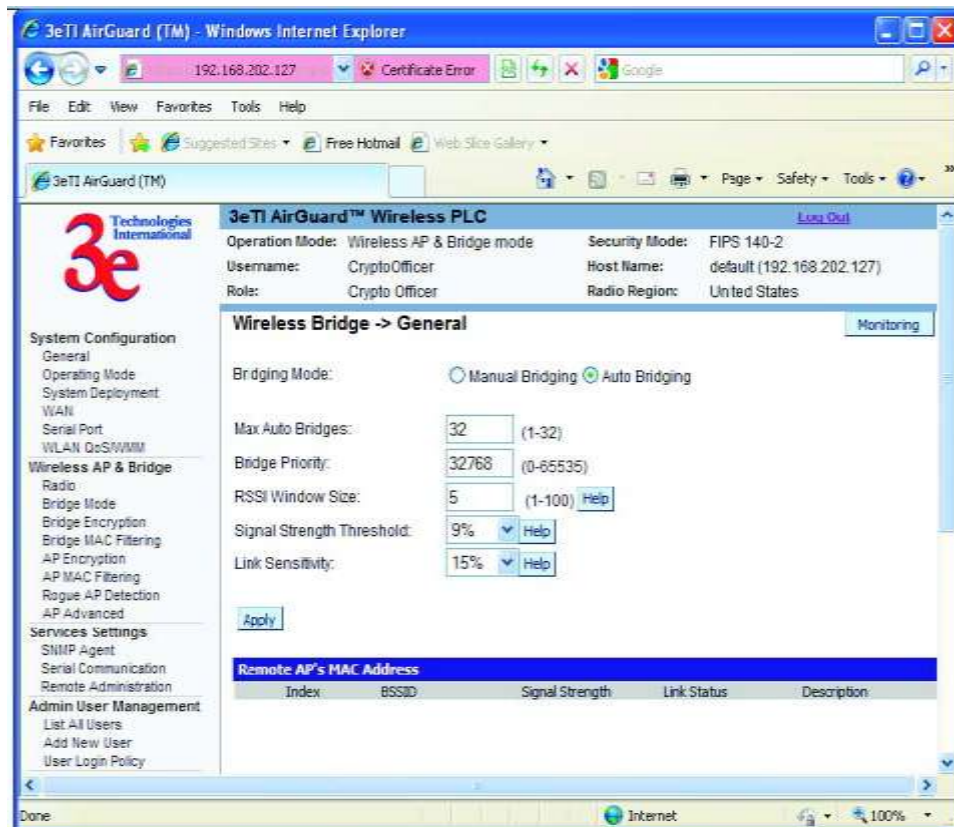 3eTI AirGuard (TM) - Windows Internet Explorer
192.168.202.127 Certificate Error Google
File Edit View Favorites Tools Help
Favorites Suggested Sites Free Hotmail Web Slice Gallery
3eTI AirGuard (TM) Page Safety Tools
3e Technologies International
3eTI AirGuard™ Wireless PLC Log Out
Operation Mode: Wireless AP & Bridge mode Security Mode: FIPS 140-2
Username: CryptoOfficer Host Name: default (192.168.202.127)
Role: Crypto Officer Radio Region: United States
System Configuration
General
Operating Mode
System Deployment
WAN
Serial Port
WLAN QoS/WMM
Wireless AP & Bridge
Radio
Bridge Mode
Bridge Encryption
Bridge MAC Filtering
AP Encryption
AP MAC Filtering
Rogue AP Detection
AP Advanced
Services Settings
SNMP Agent
Serial Communication
Remote Administration
Admin User Management
List All Users
Add New User
User Login Policy
Wireless Bridge -> General Monitoring
Bridging Mode: Manual Bridging Auto Bridging
Max Auto Bridges: 32 (1-32)
Bridge Priority: 32768 (0-65535)
RSSI Window Size: 5 (1-100) Help
Signal Strength Threshold: 9% Help
Link Sensitivity: 15% Help
Apply
Remote AP's MAC Address
Index BSSID Signal Strength Link Status Description
Done Internet 100%